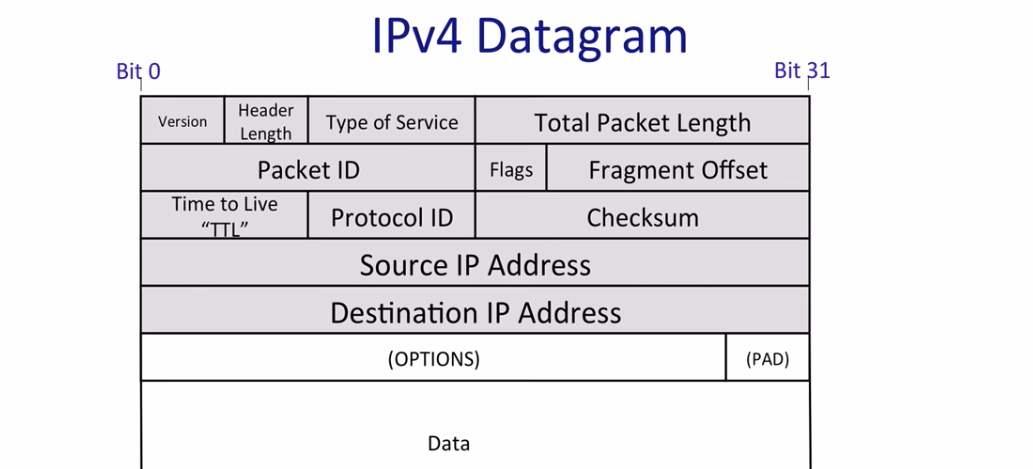 IPv4 Datagram
Bit 0
Bit 31
Version
Header
Length
Type of Service
Total Packet Length
Packet ID
Flags
Fragment Offset
Time to Live
“TTL”
Protocol ID
Checksum
Source IP Address
Destination IP Address
(OPTIONS)
(PAD)
Data